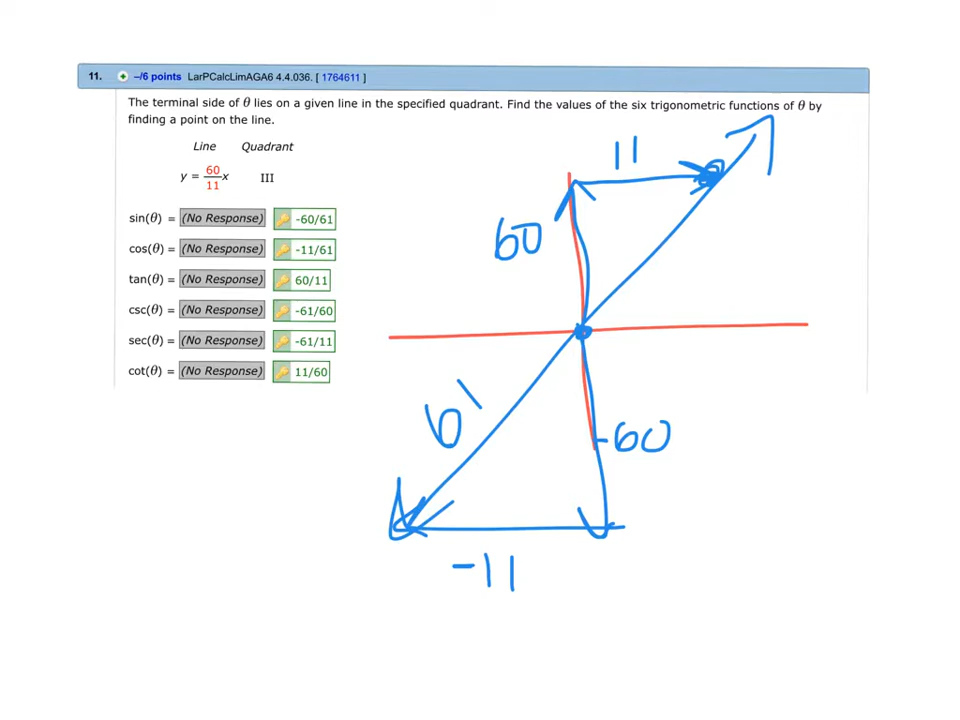 11. –/6 points LarPCalcLimAGA6 4.4.036. [ 1764611 ]
The terminal side of θ lies on a given line in the specified quadrant. Find the values of the six trigonometric functions of θ by
finding a point on the line.
Line Quadrant
y = 60/11 x III
sin(θ) = (No Response) -60/61
cos(θ) = (No Response) -11/61
tan(θ) = (No Response) 60/11
csc(θ) = (No Response) -61/60
sec(θ) = (No Response) -61/11
cot(θ) = (No Response) 11/60
11
60
61
-60
-11